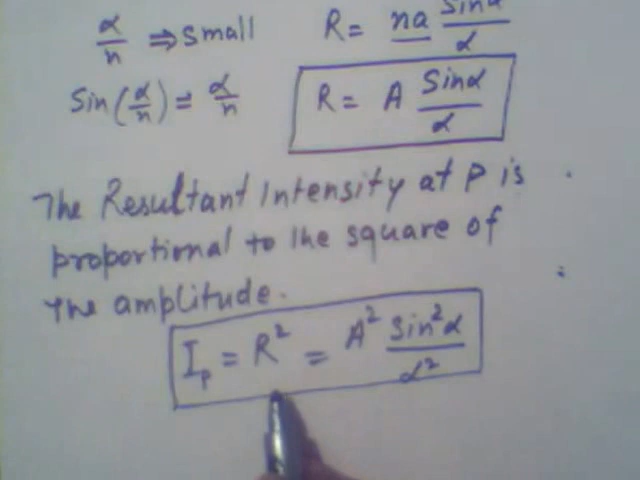 α/n ⇒ small R = na sinα/α
Sin(α/n) = α/n R = A Sinα/α
The Resultant Intensity at P is
proportional to the square of
the amplitude.
Ip = R² = A² Sin²α/α²